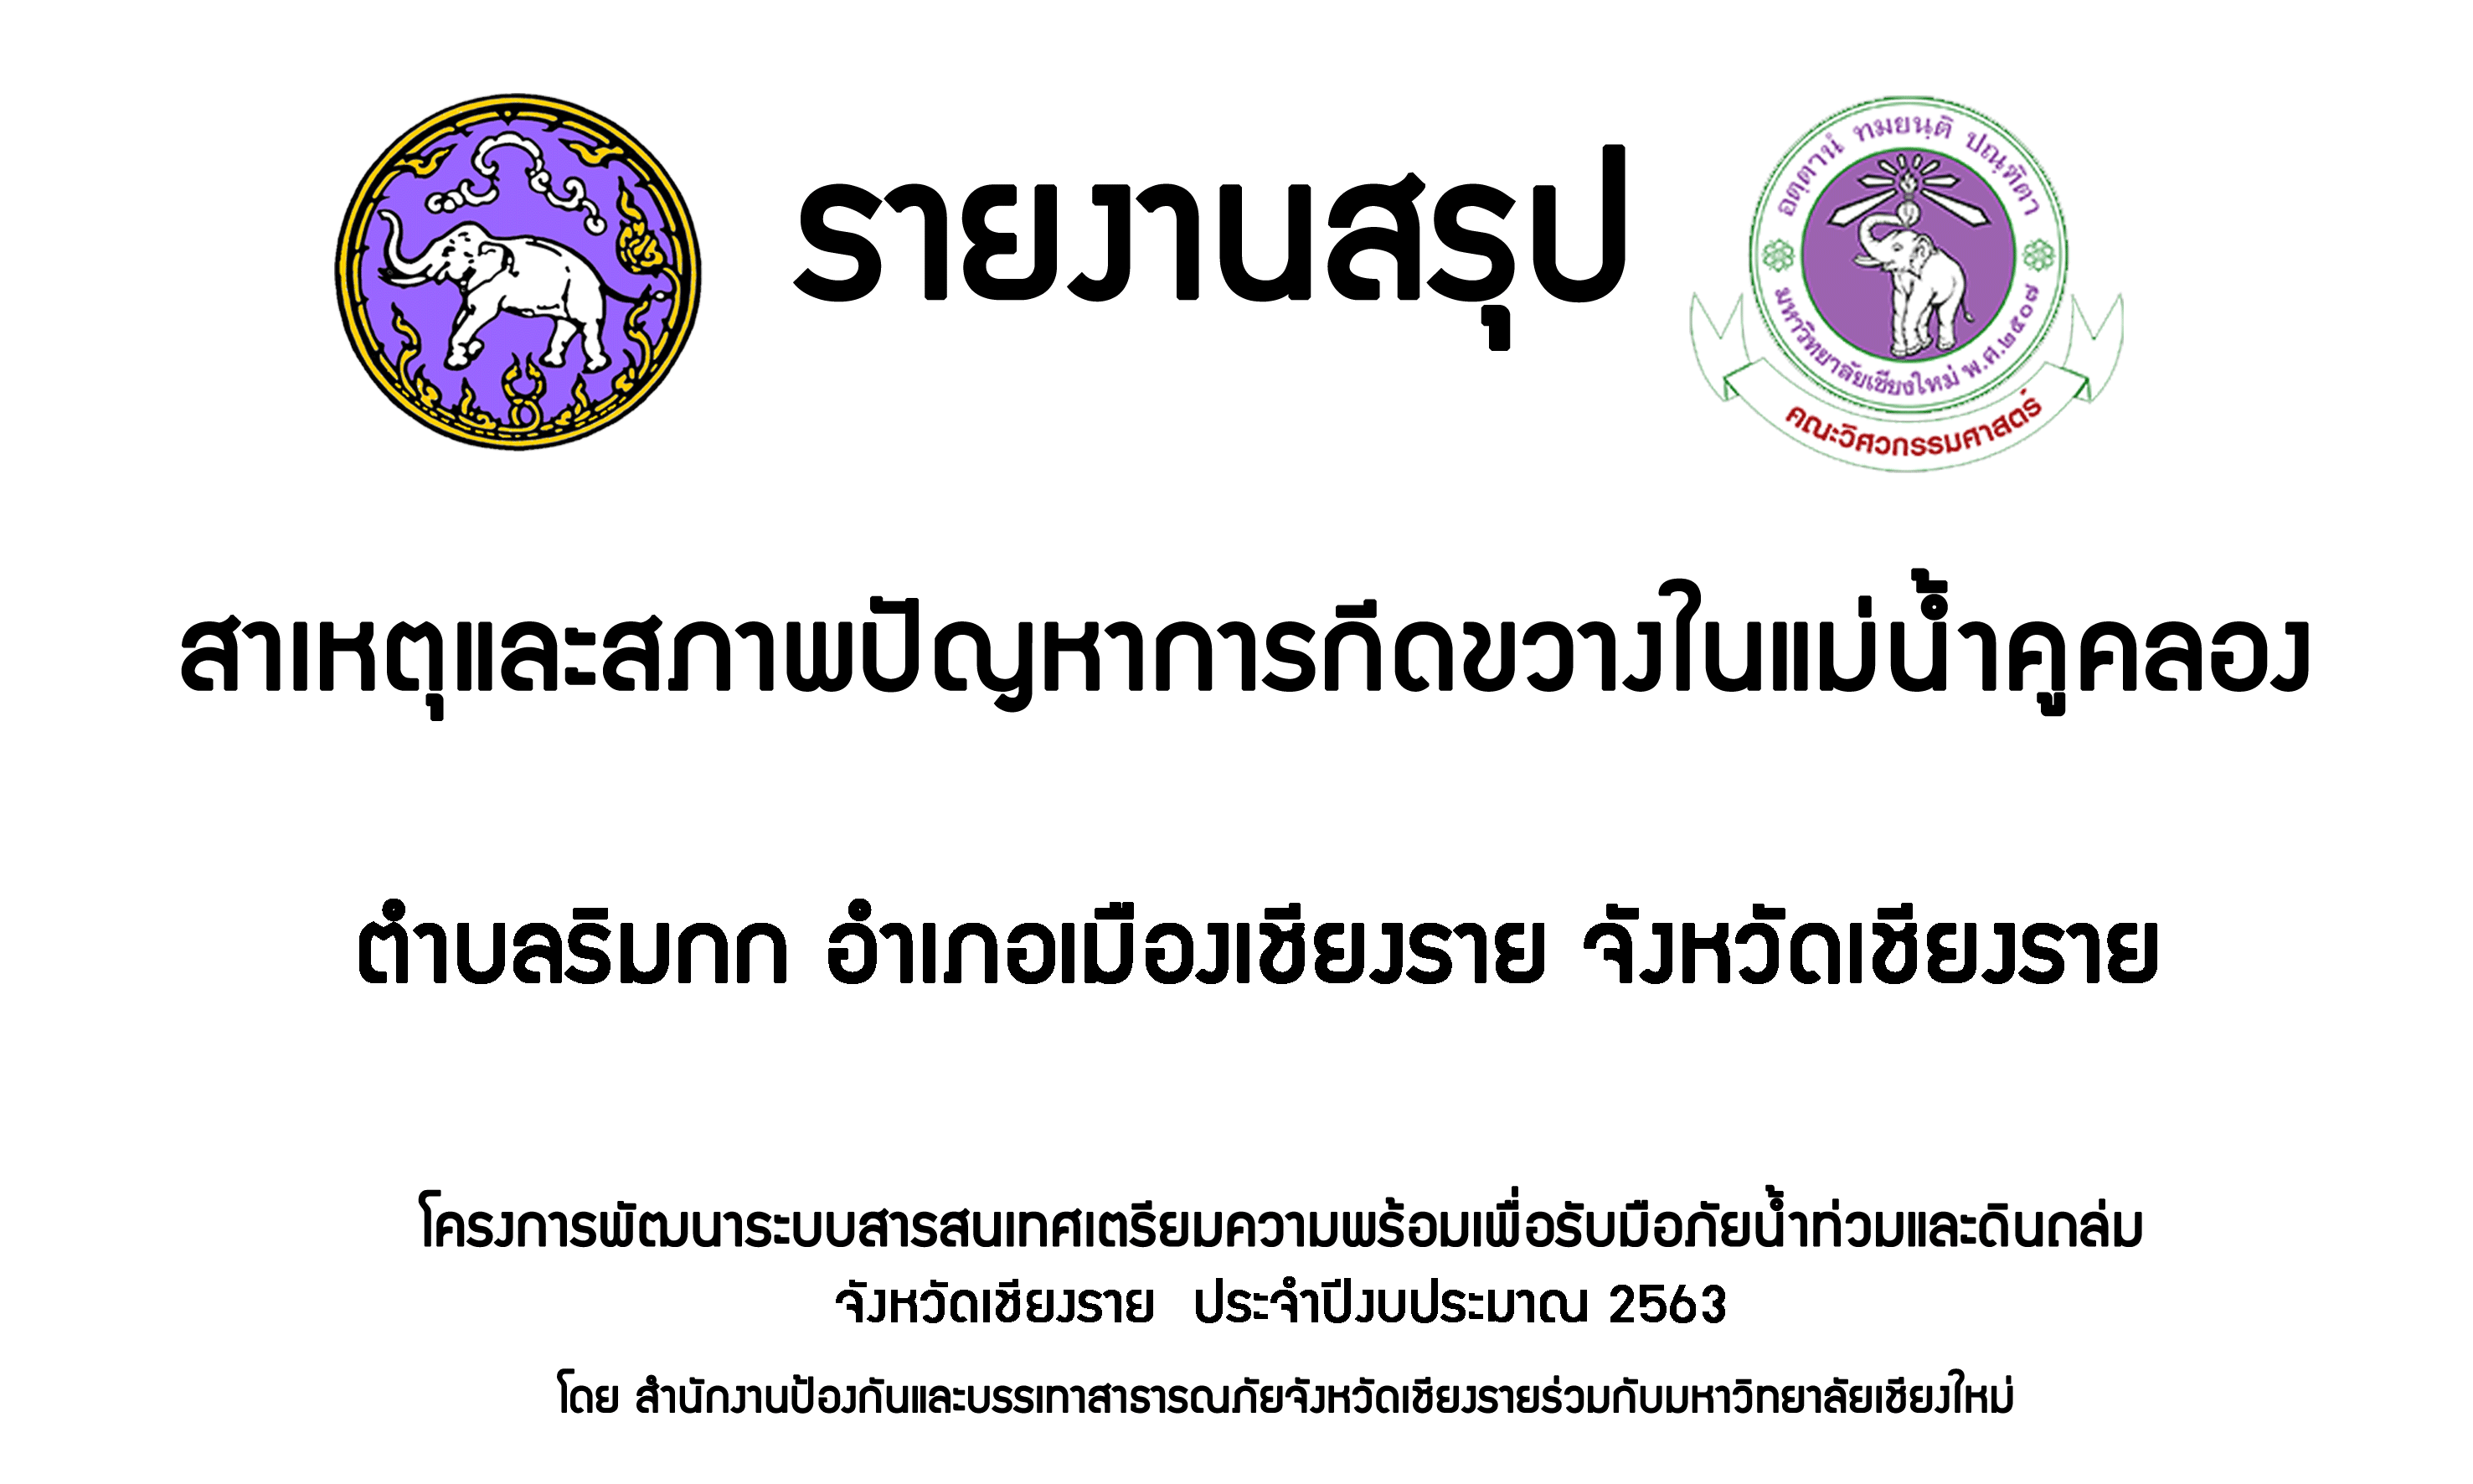 รายงานสรุป
อตฺตานํ ทมยนฺติ ปณฺฑิตา
มหาวิทยาลัยเชียงใหม่ พ.ศ.๒๕๐๗
คณะวิศวกรรมศาสตร์
สาเหตุและสภาพปัญหาการกีดขวางในแม่น้ำคูคลอง
ตำบลริมกก อำเภอเมืองเชียงราย จังหวัดเชียงราย
โครงการพัฒนาระบบสารสนเทศเตรียมความพร้อมเพื่อรับมือภัยน้ำท่วมและดินถล่ม
จังหวัดเชียงราย ประจำปีงบประมาณ 2563
โดย สำนักงานป้องกันและบรรเทาสาธารณภัยจังหวัดเชียงรายร่วมกับมหาวิทยาลัยเชียงใหม่